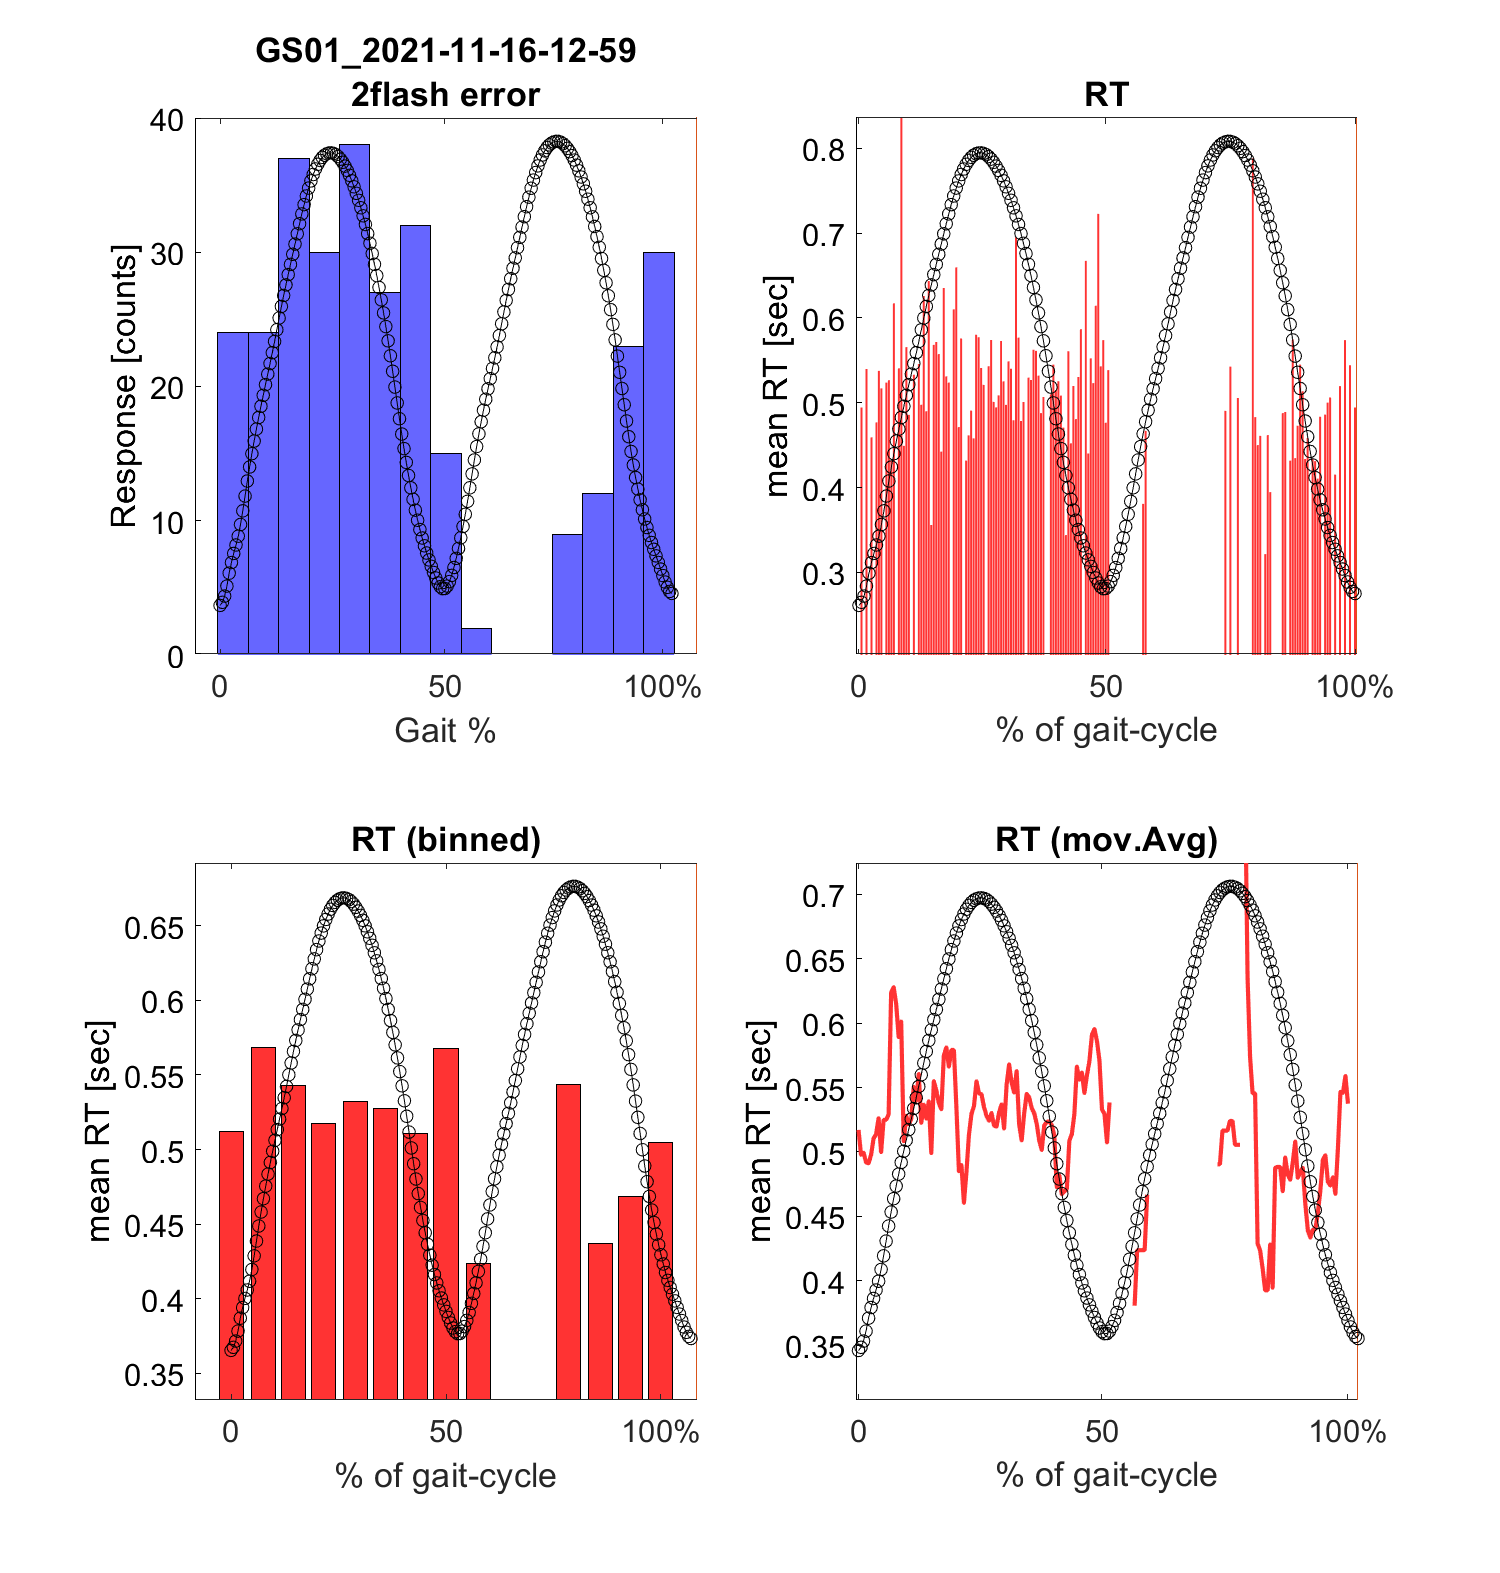 GS01_2021-11-16-12-59
2flash error
40
30
20
10
0
Response [counts]
0 50 100%
Gait %
RT
0.8
0.7
0.6
0.5
0.4
0.3
mean RT [sec]
0 50 100%
% of gait-cycle
RT (binned)
0.65
0.6
0.55
0.5
0.45
0.4
0.35
mean RT [sec]
0 50 100%
% of gait-cycle
RT (mov.Avg)
0.7
0.65
0.6
0.55
0.5
0.45
0.4
0.35
mean RT [sec]
0 50 100%
% of gait-cycle